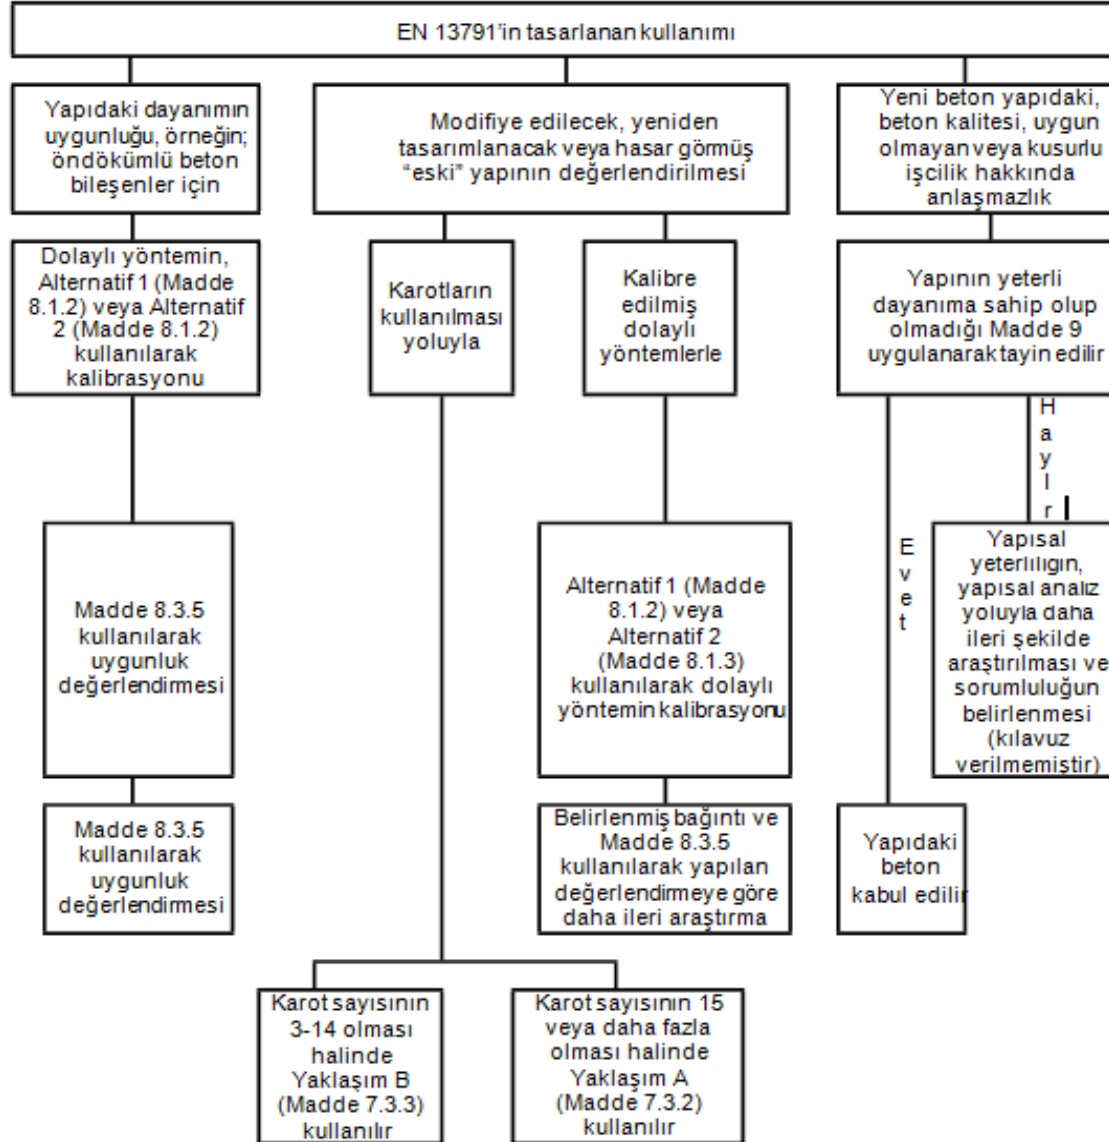 EN 13791'in tasarlanan kullanımı
Yapıdaki dayanımın
uygunluğu, örneğin;
öndökümlü beton
bileşenler için
Modifiye edilecek, yeniden
tasarımlanacak veya hasar görmüş
“eski” yapının değerlendirilmesi
Yeni beton yapıdaki,
beton kalitesi, uygun
olmayan veya kusurlu
işcilik hakkında
anlaşmazlık
Dolaylı yöntemin,
Alternatif 1 (Madde
8.1.2) veya Alternatif
2 (Madde 8.1.2)
kullanılarak
kalibrasyonu
Karotların
kullanılması
yoluyla
Kalibre
edilmiş
dolaylı
yöntemlerle
Yapının yeterli
dayanıma sahip olup
olmadığı Madde 9
uygulanarak tayin edilir
Hayır
Evet
Madde 8.3.5
kullanılarak
uygunluk
değerlendirmesi
Alternatif 1 (Madde
8.1.2) veya
Alternatif 2
(Madde 8.1.3)
kullanılarak dolaylı
yöntemin kalibrasyonu
Yapısal
yeterliligin,
yapısal analiz
yoluyla daha
ileri şekilde
araştırılması ve
sorumluluğun
belirlenmesi
(kılavuz
verilmemiştir)
Madde 8.3.5
kullanılarak
uygunluk
değerlendirmesi
Belirlenmiş bağıntı ve
Madde 8.3.5
kullanılarak yapılan
değerlendirmeye göre
daha ileri araştırma
Yapıdaki
beton
kabul edilir
Karot sayısının
3-14 olması
halinde
Yaklaşım B
(Madde 7.3.3)
kullanılır
Karot sayısının 15
veya daha fazla
olması halinde
Yaklaşım A
(Madde 7.3.2)
kullanılır